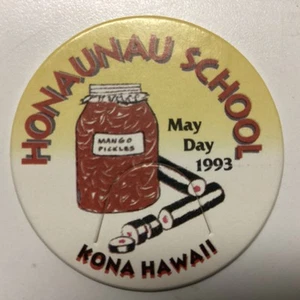 HONAUNAU SCHOOL
May
Day
1993
MANGO
PICKLES
KONA HAWAII